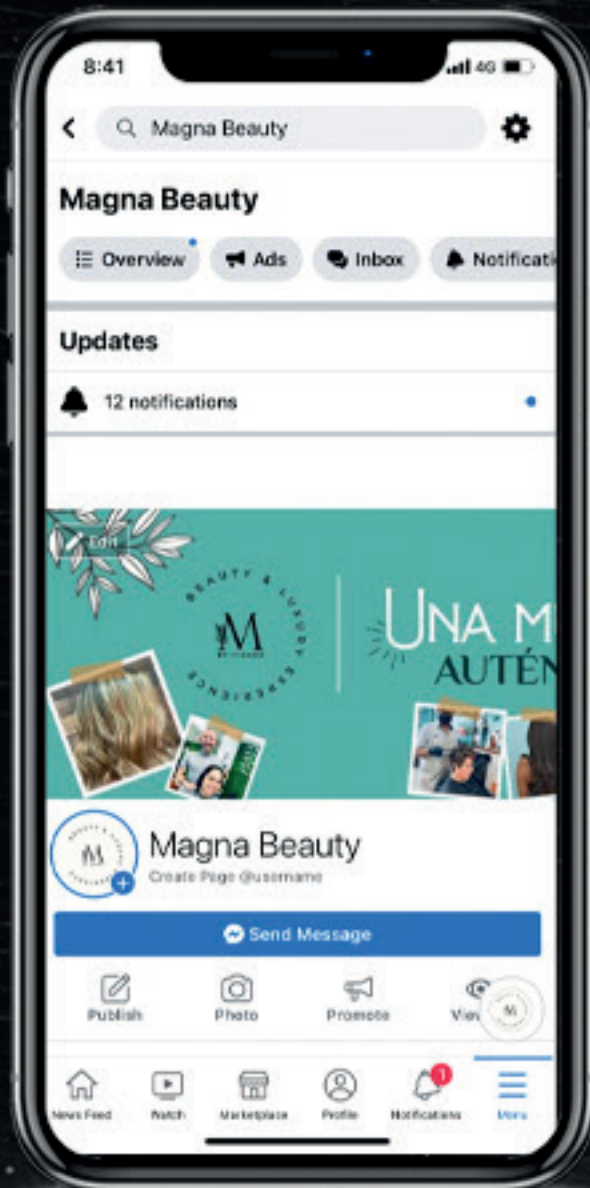 8:41
4G
Magna Beauty
Magna Beauty
Overview
Ads
Inbox
Notificati
Updates
12 notifications
Edit
BEAUTY & LUXURY EXPERIENCE
M
UNA M
AUTÉN
M
Magna Beauty
Create Page @username
Send Message
Publish
Photo
Promote
View
M
1
News Feed
Watch
Marketplace
Profile
Notifications
Menu